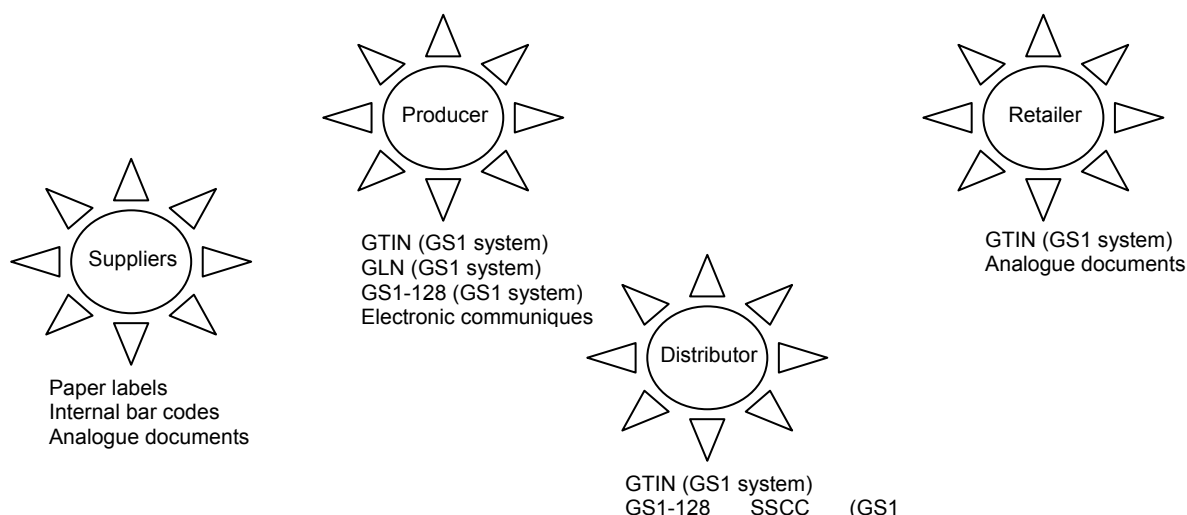 Producer
GTIN (GS1 system)
GLN (GS1 system)
GS1-128 (GS1 system)
Electronic communiques
Retailer
GTIN (GS1 system)
Analogue documents
Suppliers
Paper labels
Internal bar codes
Analogue documents
Distributor
GTIN (GS1 system)
GS1-128 SSCC (GS1